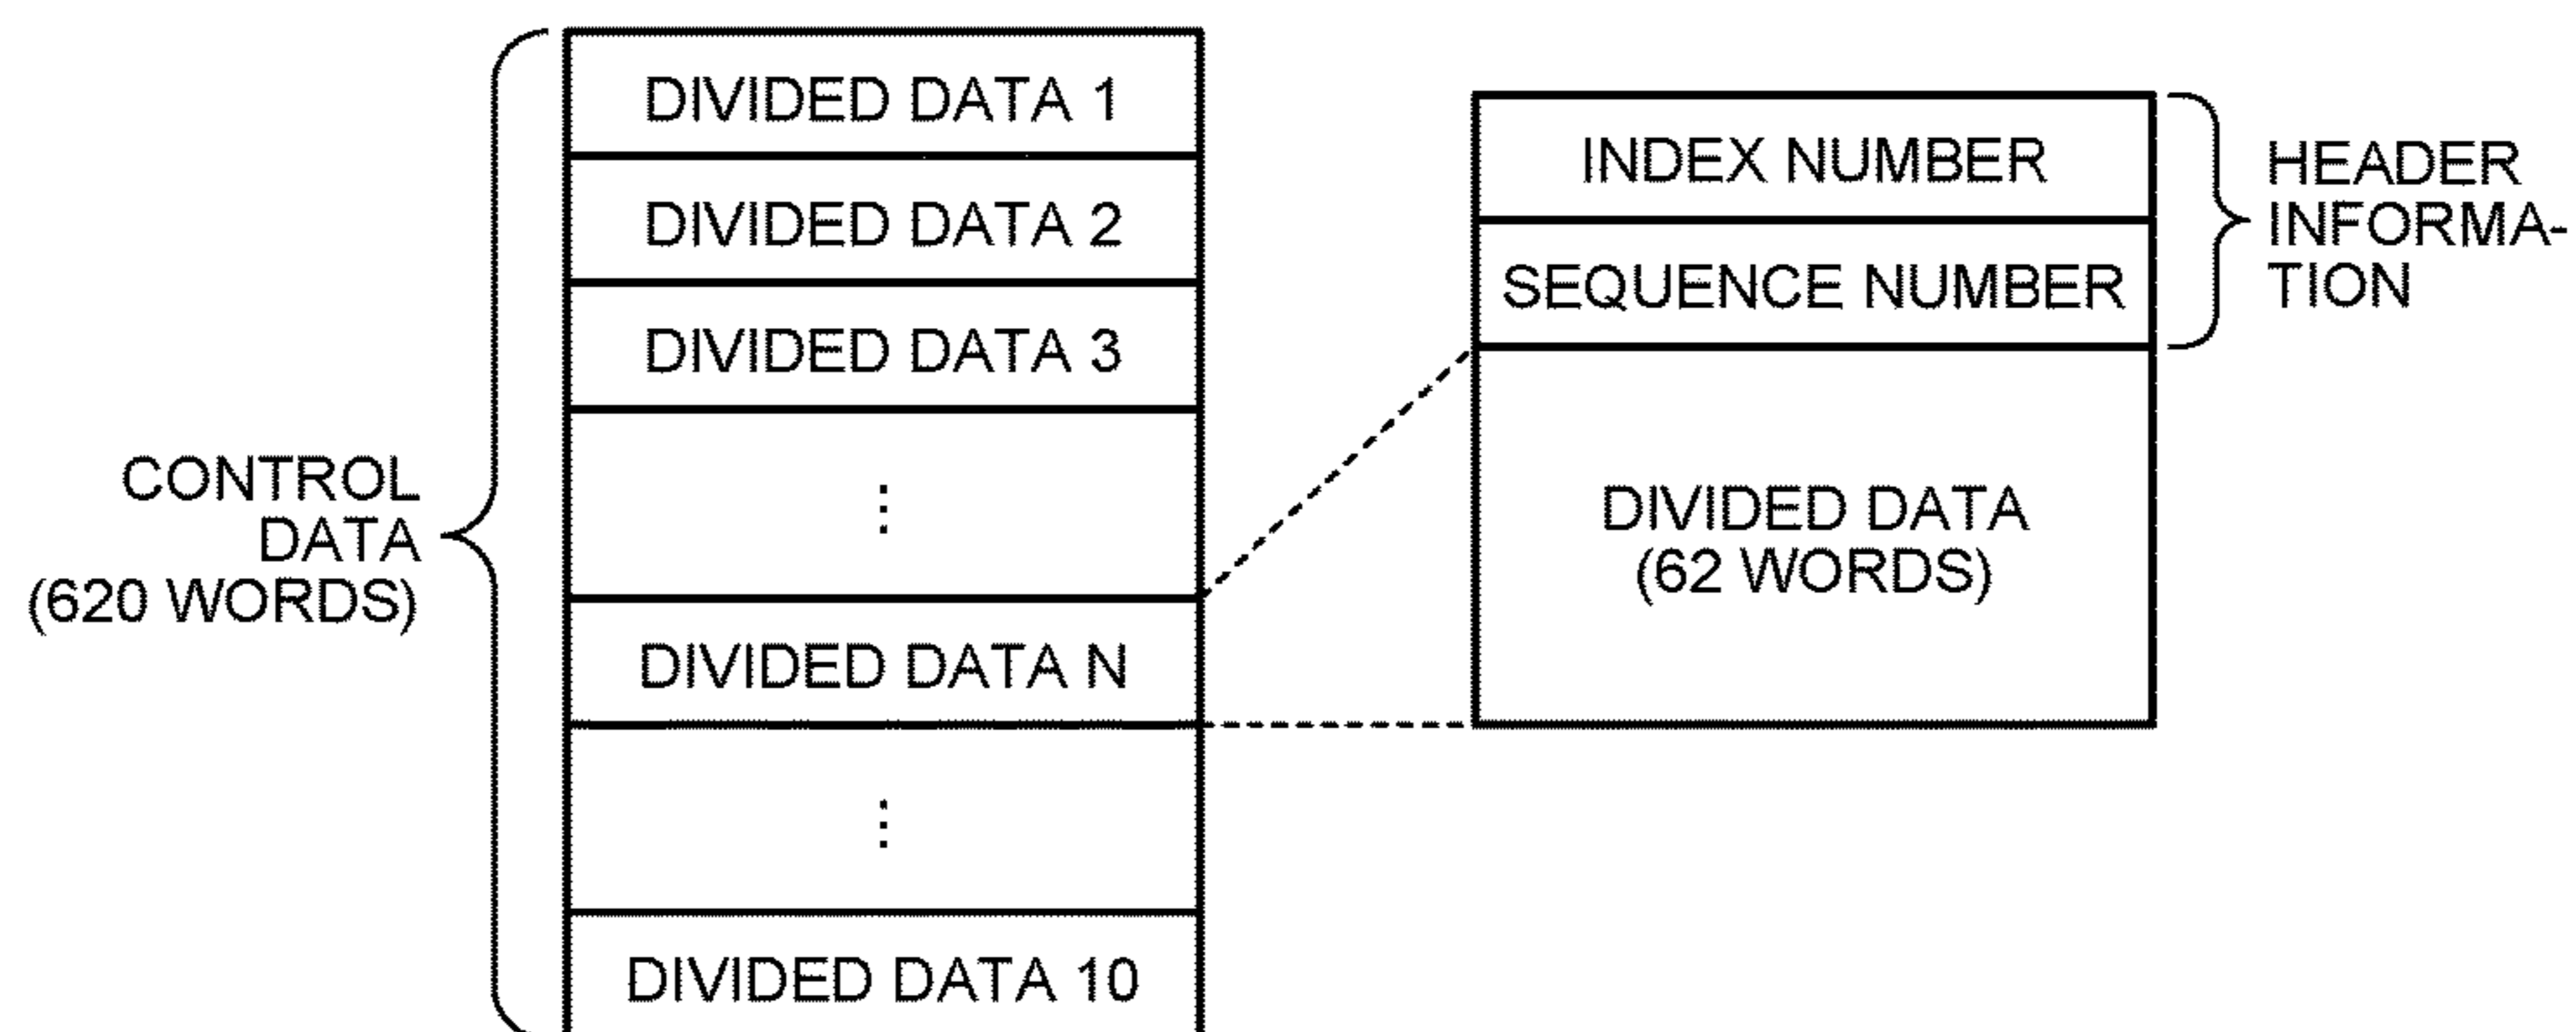 CONTROL
DATA
(620 WORDS)
DIVIDED DATA 1
DIVIDED DATA 2
DIVIDED DATA 3
⋮
DIVIDED DATA N
⋮
DIVIDED DATA 10
INDEX NUMBER
SEQUENCE NUMBER
DIVIDED DATA
(62 WORDS)
HEADER
INFORMA-
TION